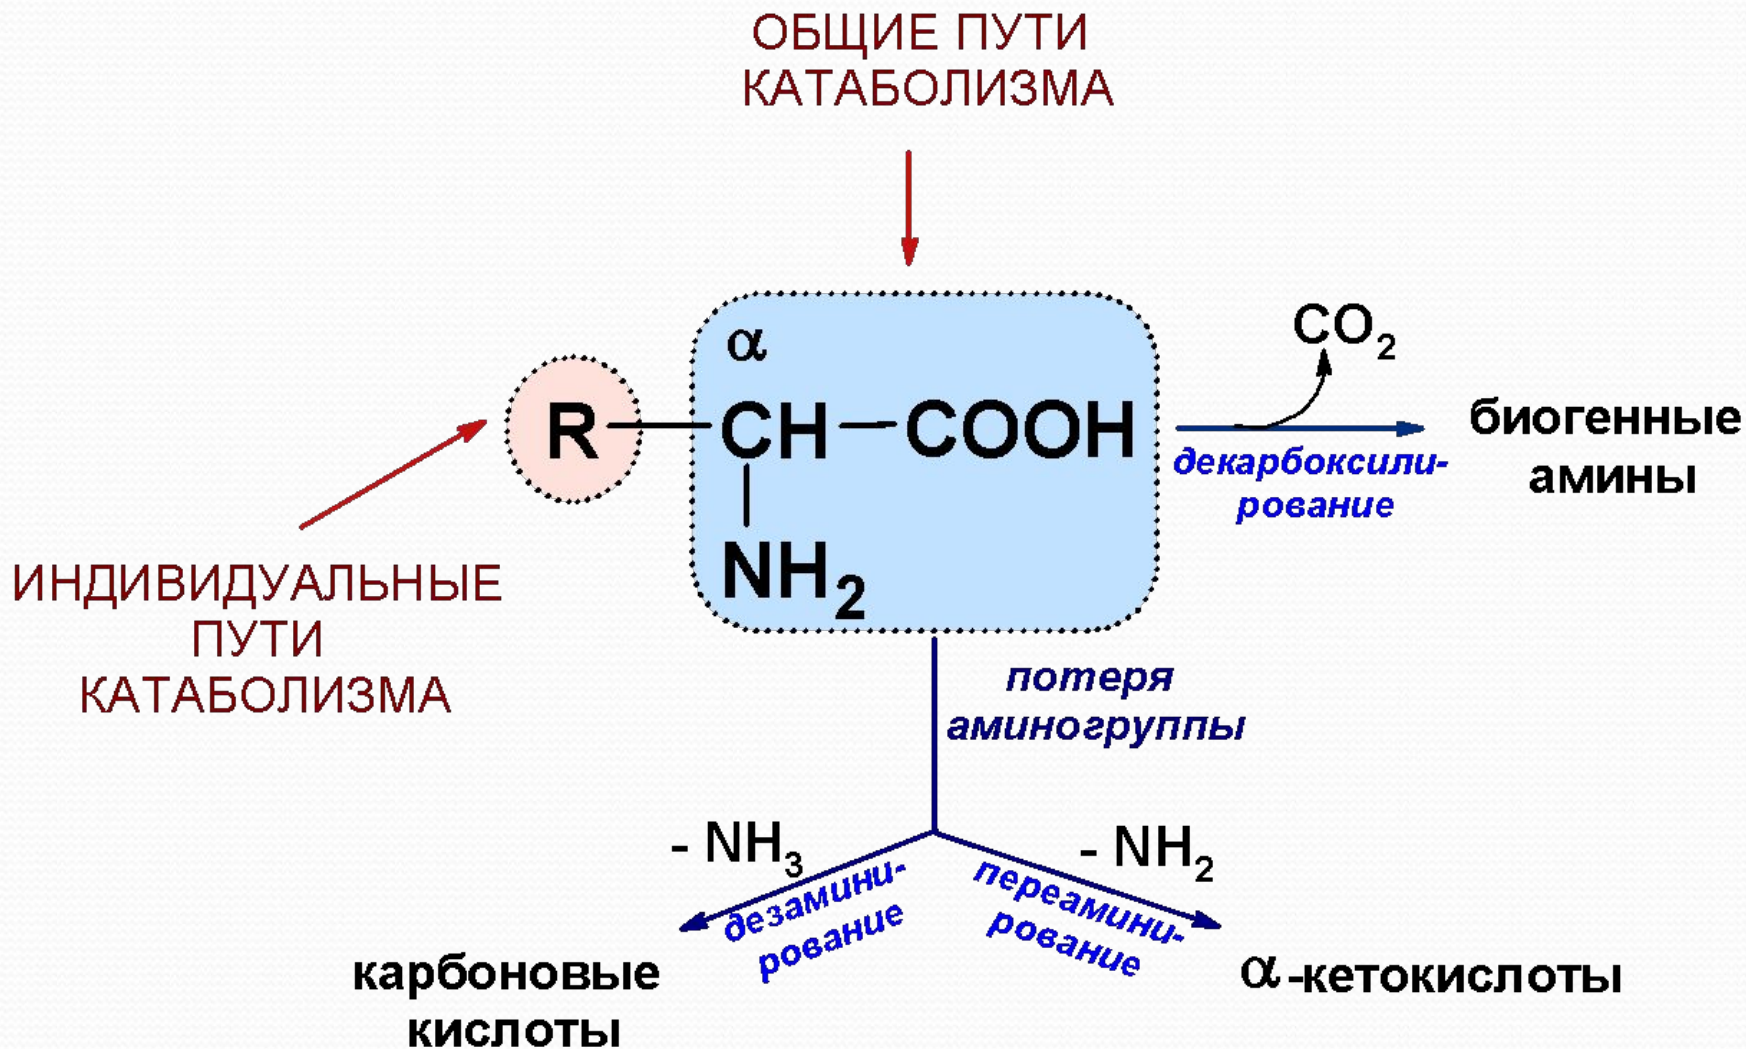 ОБЩИЕ ПУТИ
КАТАБОЛИЗМА
α
CO2
R — CH — COOH
NH2
декарбоксили-
рование
биогенные
амины
ИНДИВИДУАЛЬНЫЕ
ПУТИ
КАТАБОЛИЗМА
потеря
аминогруппы
- NH3
дезамини-
рование
- NH2
переамини-
рование
карбоновые
кислоты
α-кетокислоты